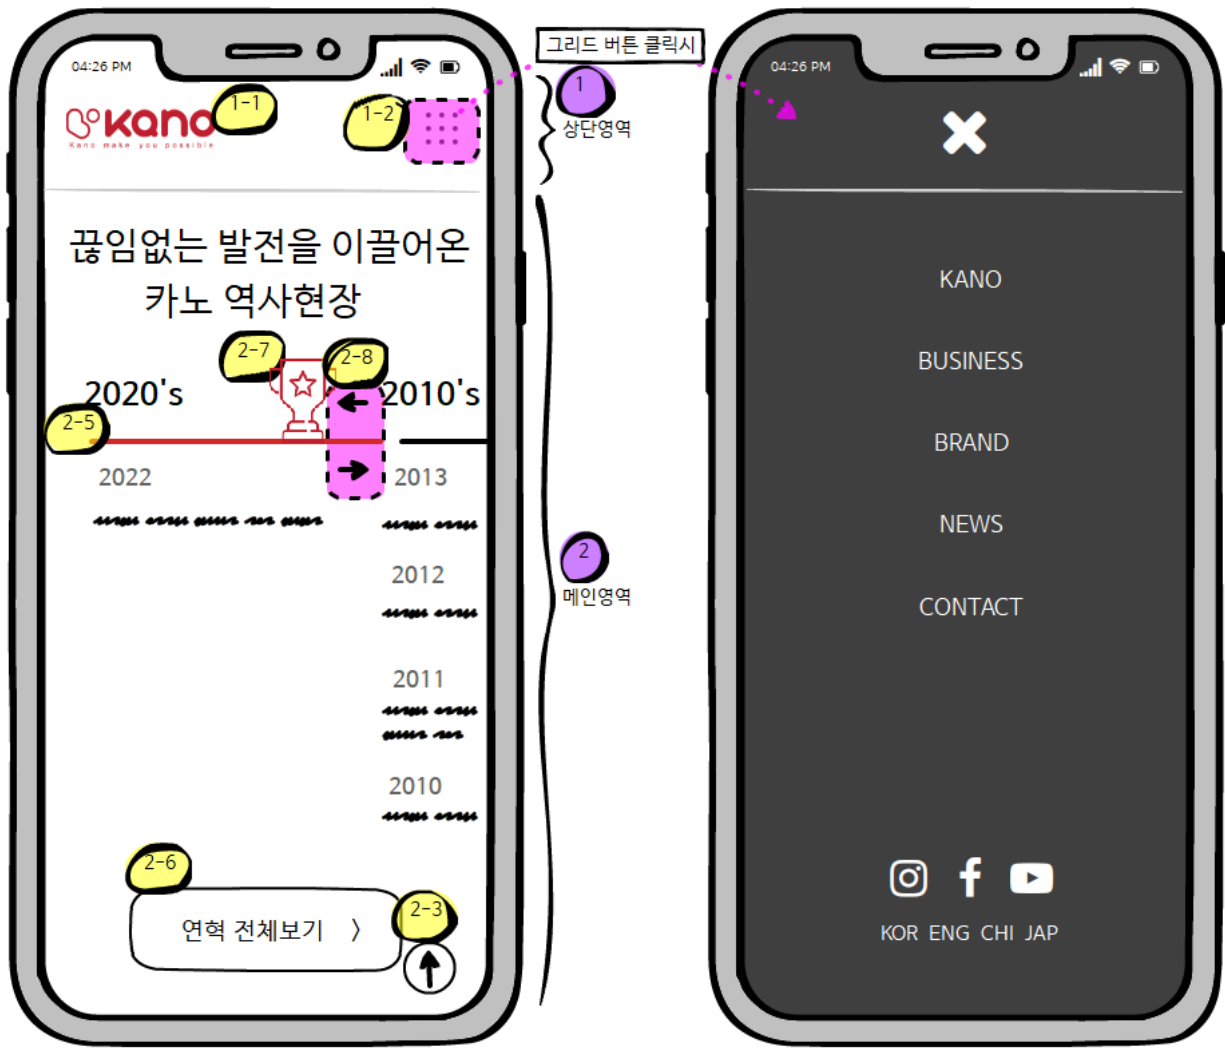 04:26 PM
kano
Kano make you possible
1-1
1-2
끊임없는 발전을 이끌어온
카노 역사현장
2-7
2-8
2020's
2010's
2-5
2022
2013
2012
2011
2010
2-6
연혁 전체보기 〉
2-3
그리드 버튼 클릭시
1
상단영역
2
메인영역
04:26 PM
KANO
BUSINESS
BRAND
NEWS
CONTACT
KOR ENG CHI JAP